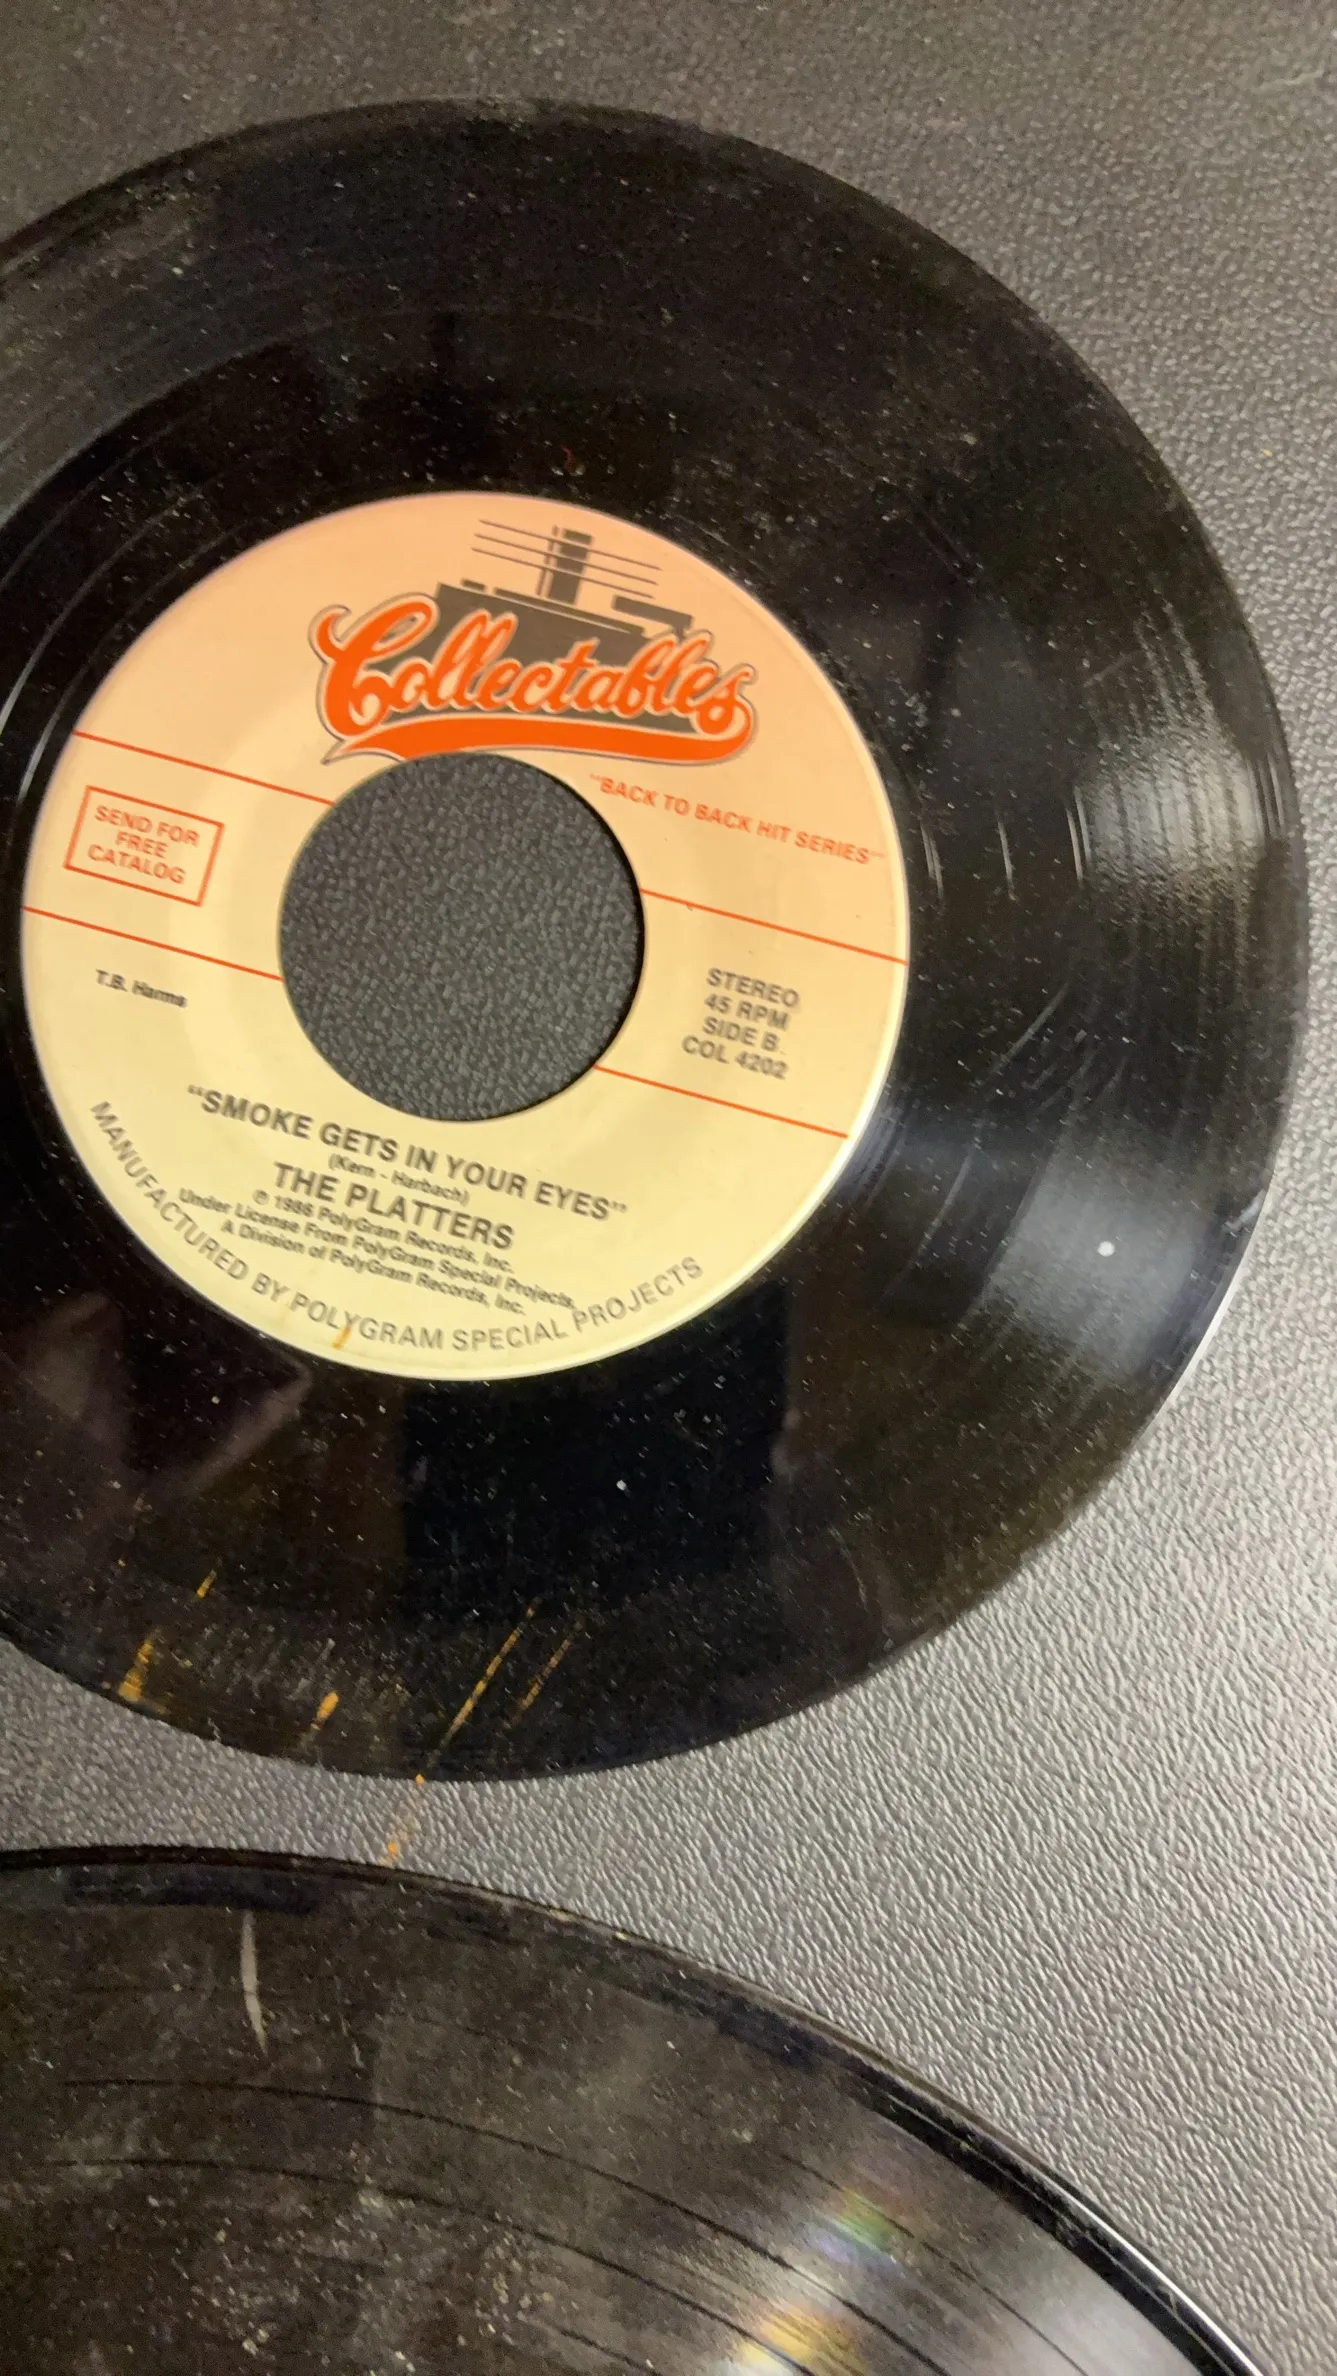 Collectables
"BACK TO BACK HIT SERIES"
SEND FOR
FREE
CATALOG
T.B. Harms
STEREO
45 RPM
SIDE B
COL 4202
"SMOKE GETS IN YOUR EYES"
(Kern - Harbach)
THE PLATTERS
℗ 1986 PolyGram Records, Inc.
Under License From PolyGram Special Projects,
A Division of PolyGram Records, Inc.
MANUFACTURED BY POLYGRAM SPECIAL PROJECTS